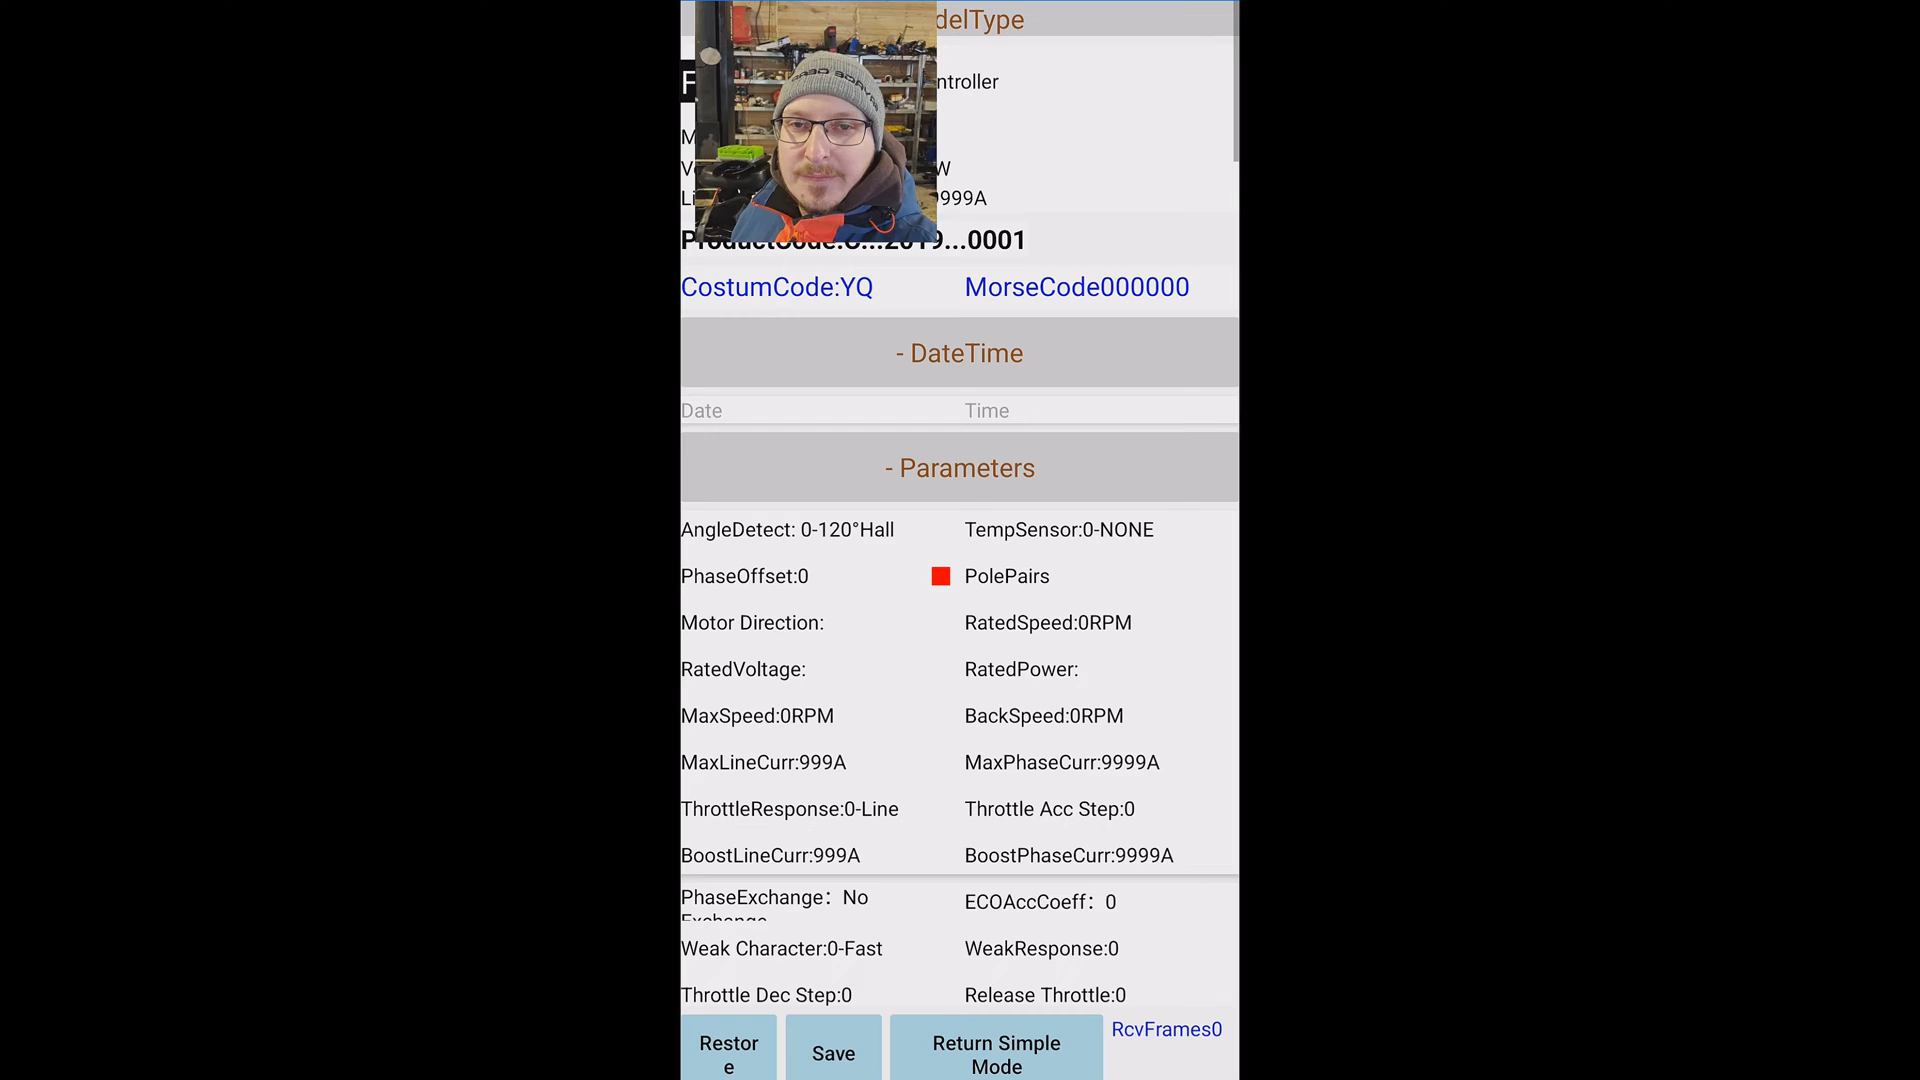 delType
F
ntroller
M
W
999A
ProductCode:C...2019...0001
CostumCode:YQ MorseCode000000
- DateTime
Date Time
- Parameters
AngleDetect: 0-120°Hall TempSensor:0-NONE
PhaseOffset:0 PolePairs
Motor Direction: RatedSpeed:0RPM
RatedVoltage: RatedPower:
MaxSpeed:0RPM BackSpeed:0RPM
MaxLineCurr:999A MaxPhaseCurr:9999A
ThrottleResponse:0-Line Throttle Acc Step:0
BoostLineCurr:999A BoostPhaseCurr:9999A
PhaseExchange：No ECOAccCoeff：0
Exchange
Weak Character:0-Fast WeakResponse:0
Throttle Dec Step:0 Release Throttle:0
Restor
e
Save
Return Simple
Mode
RcvFrames0